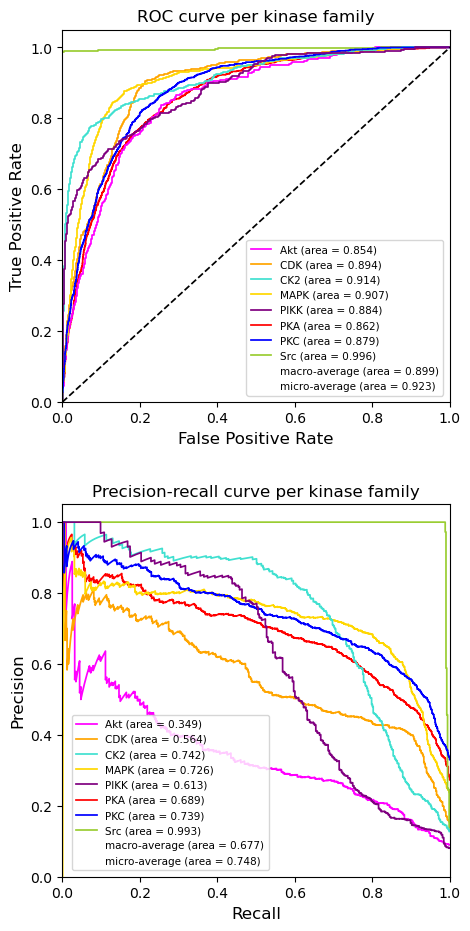 ROC curve per kinase family
1.0
0.8
0.6
0.4
0.2
0.0
True Positive Rate
Akt (area = 0.854)
CDK (area = 0.894)
CK2 (area = 0.914)
MAPK (area = 0.907)
PIKK (area = 0.884)
PKA (area = 0.862)
PKC (area = 0.879)
Src (area = 0.996)
macro-average (area = 0.899)
micro-average (area = 0.923)
0.0 0.2 0.4 0.6 0.8 1.0
False Positive Rate
Precision-recall curve per kinase family
1.0
0.8
0.6
0.4
0.2
0.0
Precision
Akt (area = 0.349)
CDK (area = 0.564)
CK2 (area = 0.742)
MAPK (area = 0.726)
PIKK (area = 0.613)
PKA (area = 0.689)
PKC (area = 0.739)
Src (area = 0.993)
macro-average (area = 0.677)
micro-average (area = 0.748)
0.0 0.2 0.4 0.6 0.8 1.0
Recall